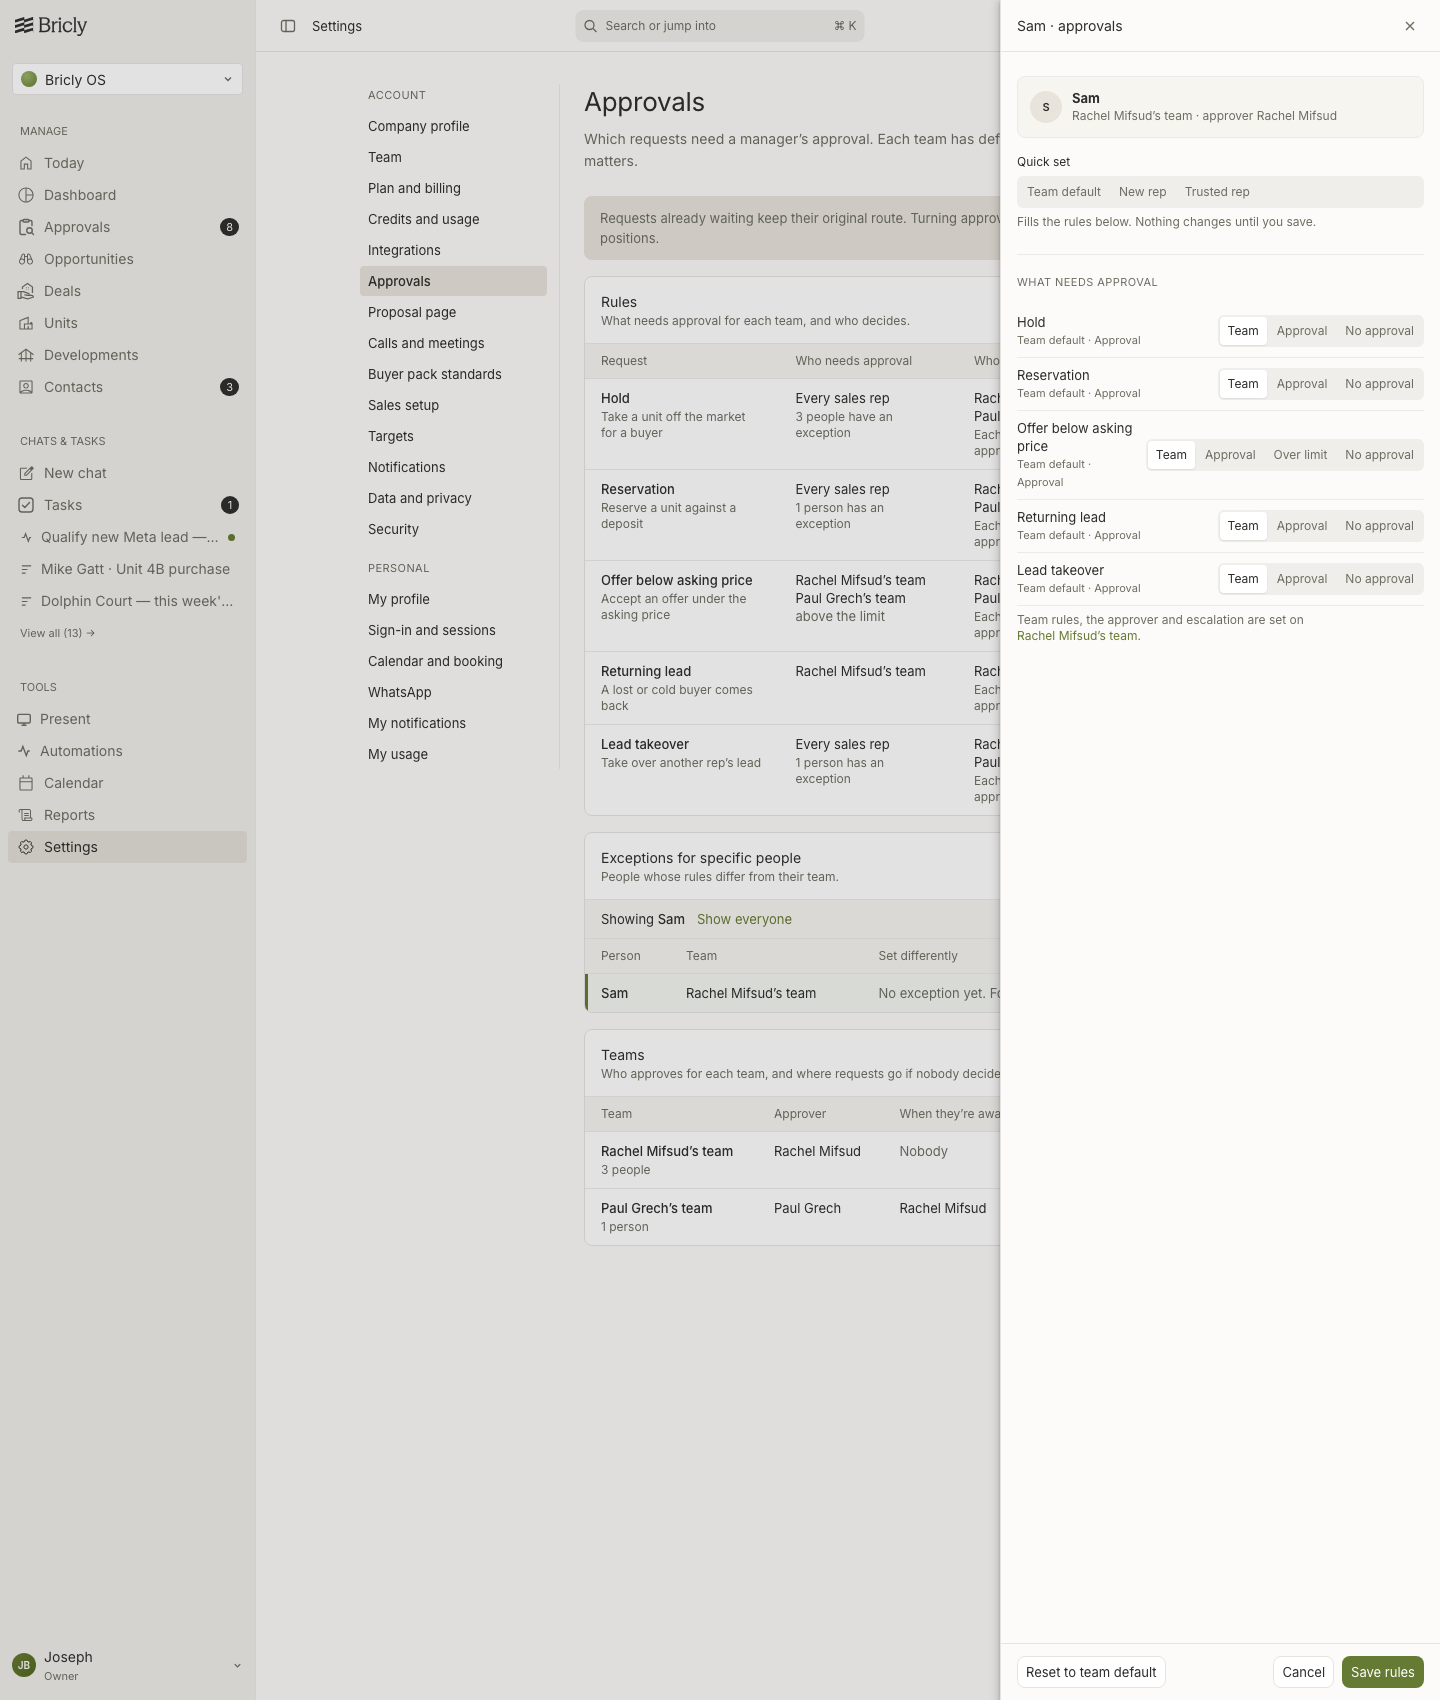 Bricly
Bricly OS
MANAGE
Today
Dashboard
Approvals 8
Opportunities
Deals
Units
Developments
Contacts 3
CHATS & TASKS
New chat
Tasks 1
Qualify new Meta lead —...
Mike Gatt · Unit 4B purchase
Dolphin Court — this week'...
View all (13) →
TOOLS
Present
Automations
Calendar
Reports
Settings
JB
Joseph
Owner
Settings
Search or jump into ⌘ K
ACCOUNT
Company profile
Team
Plan and billing
Credits and usage
Integrations
Approvals
Proposal page
Calls and meetings
Buyer pack standards
Sales setup
Targets
Notifications
Data and privacy
Security
PERSONAL
My profile
Sign-in and sessions
Calendar and booking
WhatsApp
My notifications
My usage
Approvals
Which requests need a manager’s approval. Each team has
matters.
Requests already waiting keep their original route. Turning
positions.
Rules
What needs approval for each team, and who decides.
Request Who needs approval Who
Hold
Take a unit off the market
for a buyer
Every sales rep
3 people have an
exception
Paul
Each
Reservation
Reserve a unit against a
deposit
Every sales rep
1 person has an
exception
Paul
Each
Offer below asking price
Accept an offer under the
asking price
Rachel Mifsud’s team
Paul Grech’s team
above the limit
Paul
Each
Returning lead
A lost or cold buyer comes
back
Rachel Mifsud’s team
Each
Lead takeover
Take over another rep’s lead
Every sales rep
1 person has an
exception
Paul
Each
Exceptions for specific people
People whose rules differ from their team.
Showing Sam Show everyone
Person Team Set differently
Sam Rachel Mifsud’s team No exception yet.
Teams
Who approves for each team, and where requests go if nobody
Team Approver When they’re
Rachel Mifsud’s team Rachel Mifsud Nobody
3 people
Paul Grech’s team Paul Grech Rachel Mifsud
1 person
Sam · approvals
S
Sam
Rachel Mifsud’s team · approver Rachel Mifsud
Quick set
Team default New rep Trusted rep
Fills the rules below. Nothing changes until you save.
WHAT NEEDS APPROVAL
Hold
Team default · Approval
Team Approval No approval
Reservation
Team default · Approval
Team Approval No approval
Offer below asking
price
Team default ·
Approval
Team Approval Over limit No approval
Returning lead
Team default · Approval
Team Approval No approval
Lead takeover
Team default · Approval
Team Approval No approval
Team rules, the approver and escalation are set on
Rachel Mifsud’s team.
Reset to team default Cancel Save rules